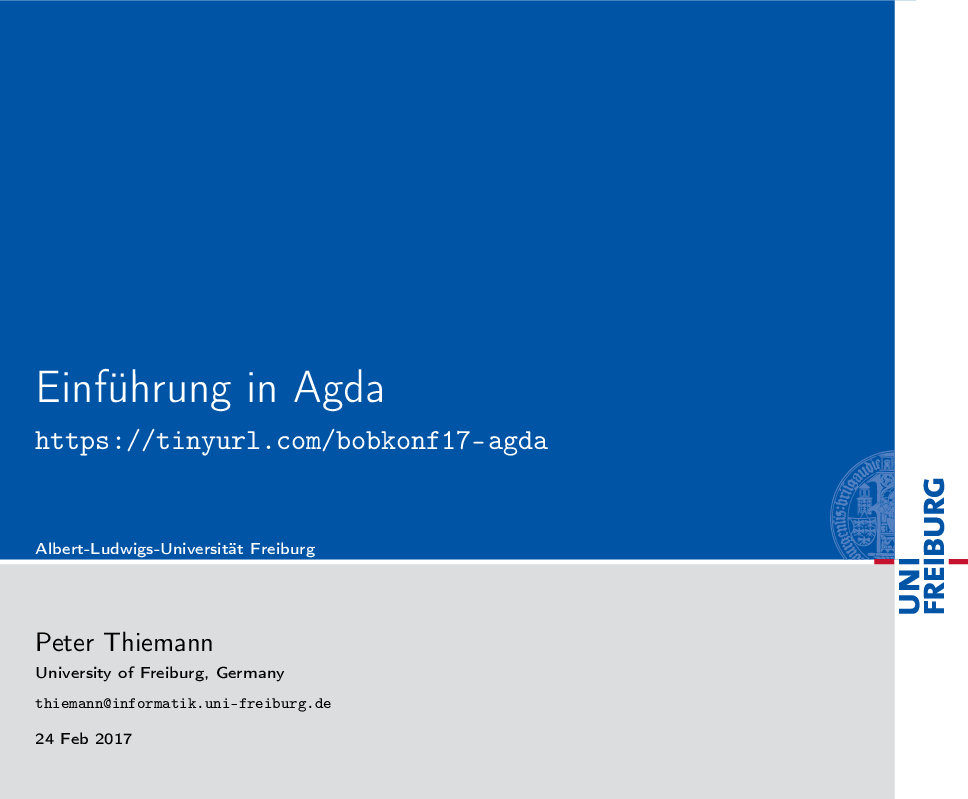 Einführung in Agda
https://tinyurl.com/bobkonf17-agda
Albert-Ludwigs-Universität Freiburg
UNI
FREIBURG
Peter Thiemann
University of Freiburg, Germany
thiemann@informatik.uni-freiburg.de
24 Feb 2017